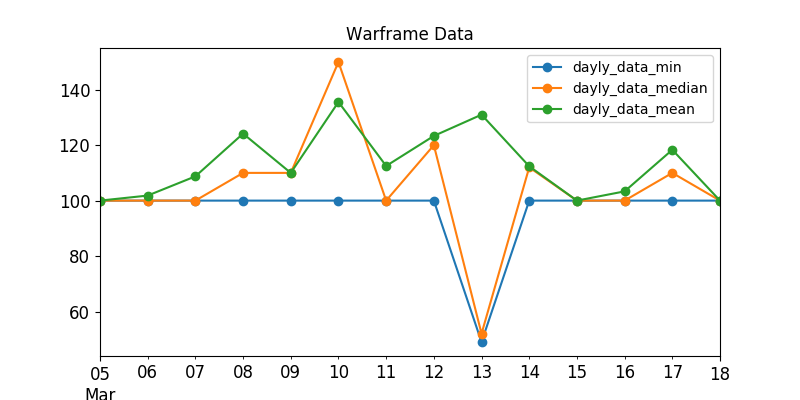 Warframe Data
dayly_data_min
dayly_data_median
dayly_data_mean
140
120
100
80
60
05 06 07 08 09 10 11 12 13 14 15 16 17 18
Mar